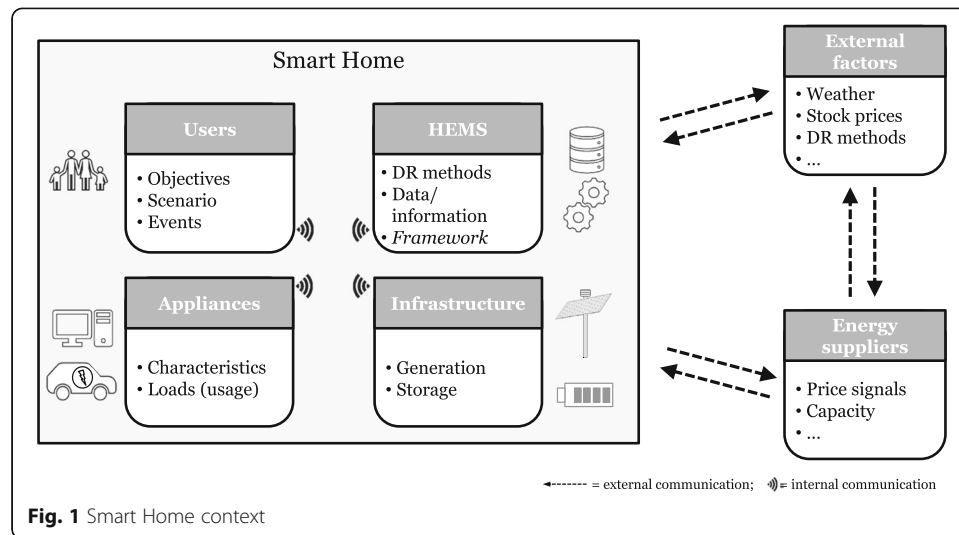 Smart Home
Users
• Objectives
• Scenario
• Events
HEMS
• DR methods
• Data/
information
• Framework
Appliances
• Characteristics
• Loads (usage)
Infrastructure
• Generation
• Storage
External
factors
• Weather
• Stock prices
• DR methods
• ...
Energy
suppliers
• Price signals
• Capacity
• ...
= external communication; = internal communication
Fig. 1 Smart Home context